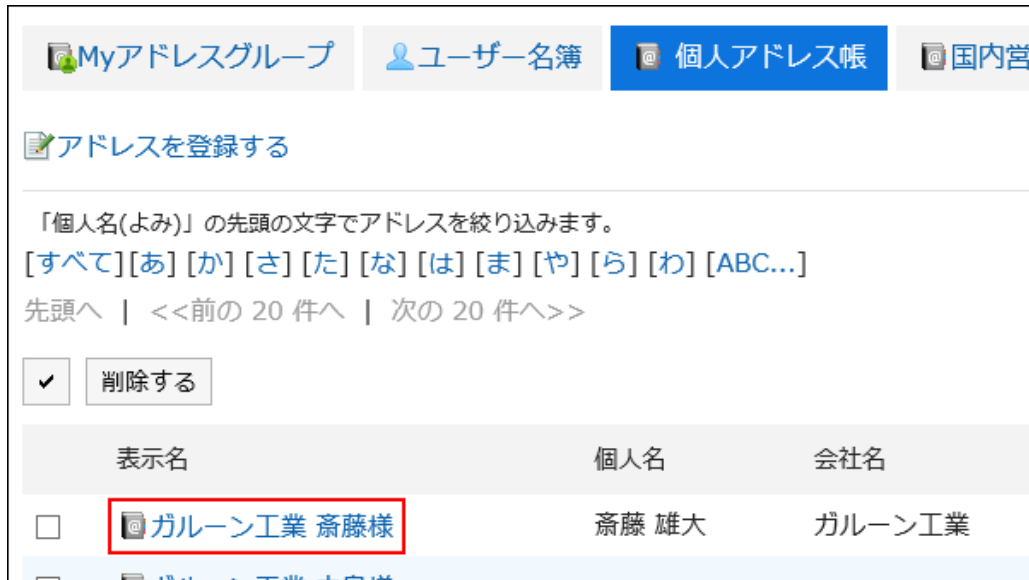 Myアドレスグループ ユーザー名簿 個人アドレス帳 国内営
アドレスを登録する
「個人名(よみ)」の先頭の文字でアドレスを絞り込みます。
[すべて][あ] [か] [さ] [た] [な] [は] [ま] [や] [ら] [わ] [ABC...]
先頭へ | <<前の 20 件へ | 次の 20 件へ>>
削除する
表示名 個人名 会社名
ガルーン工業 斎藤様 斎藤 雄大 ガルーン工業